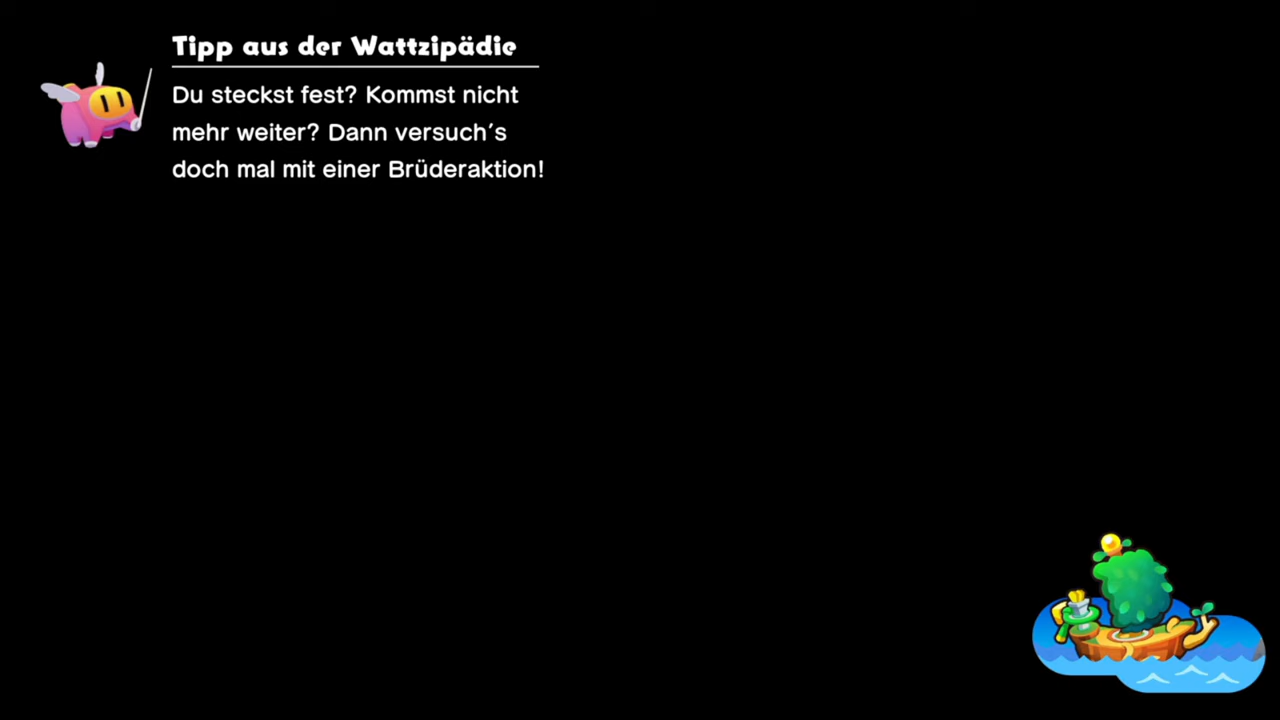 Tipp aus der Wattzipädie
Du steckst fest? Kommst nicht
mehr weiter? Dann versuch´s
doch mal mit einer Brüderaktion!